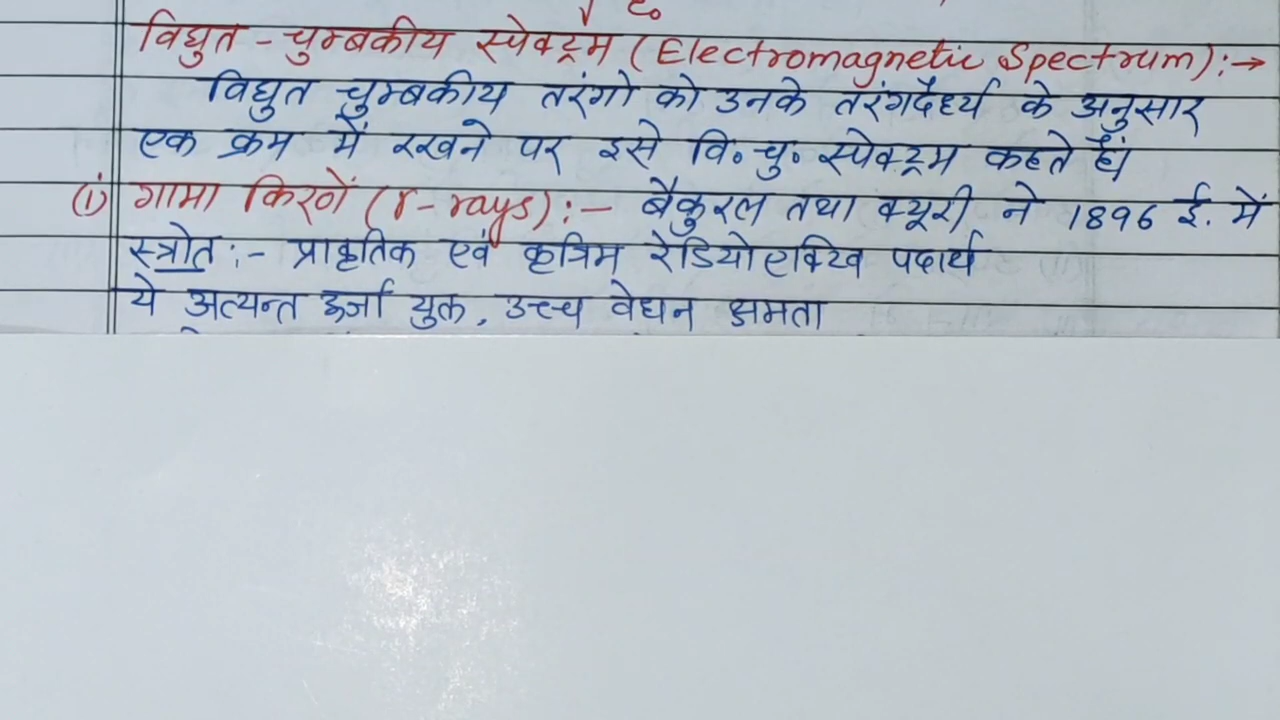 √ ϵ₀
विद्युत - चुम्बकीय स्पेक्ट्रम (Electromagnetic Spectrum):→
विद्युत चुम्बकीय तरंगो को उनके तरंगदैर्ध्य के अनुसार
एक क्रम में रखने पर इसे वि॰ चु॰ स्पेक्ट्रम कहते हैं
(i) गामा किरणें (γ-rays):- बैकुरल तथा क्यूरी ने 1896 ई. में
स्त्रोत:- प्राकृतिक एवं कृत्रिम रेडियोएक्टिव पदार्थ
ये अत्यन्त ऊर्जा युक्त, उच्च वेधन क्षमता